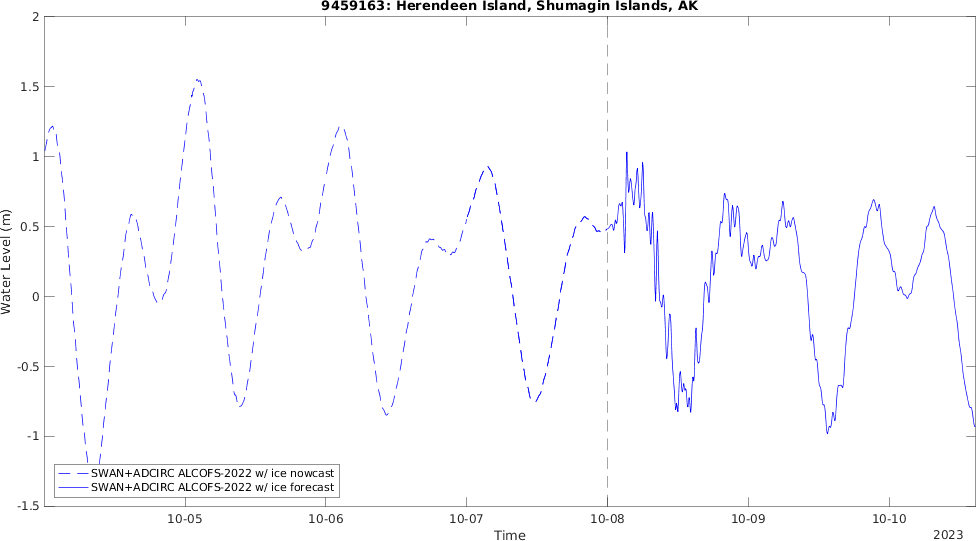 9459163: Herendeen Island, Shumagin Islands, AK
2
1.5
1
0.5
0
-0.5
-1
-1.5
Water Level (m)
SWAN+ADCIRC ALCOFS-2022 w/ ice nowcast
SWAN+ADCIRC ALCOFS-2022 w/ ice forecast
10-05 10-06 10-07 10-08 10-09 10-10
Time
2023